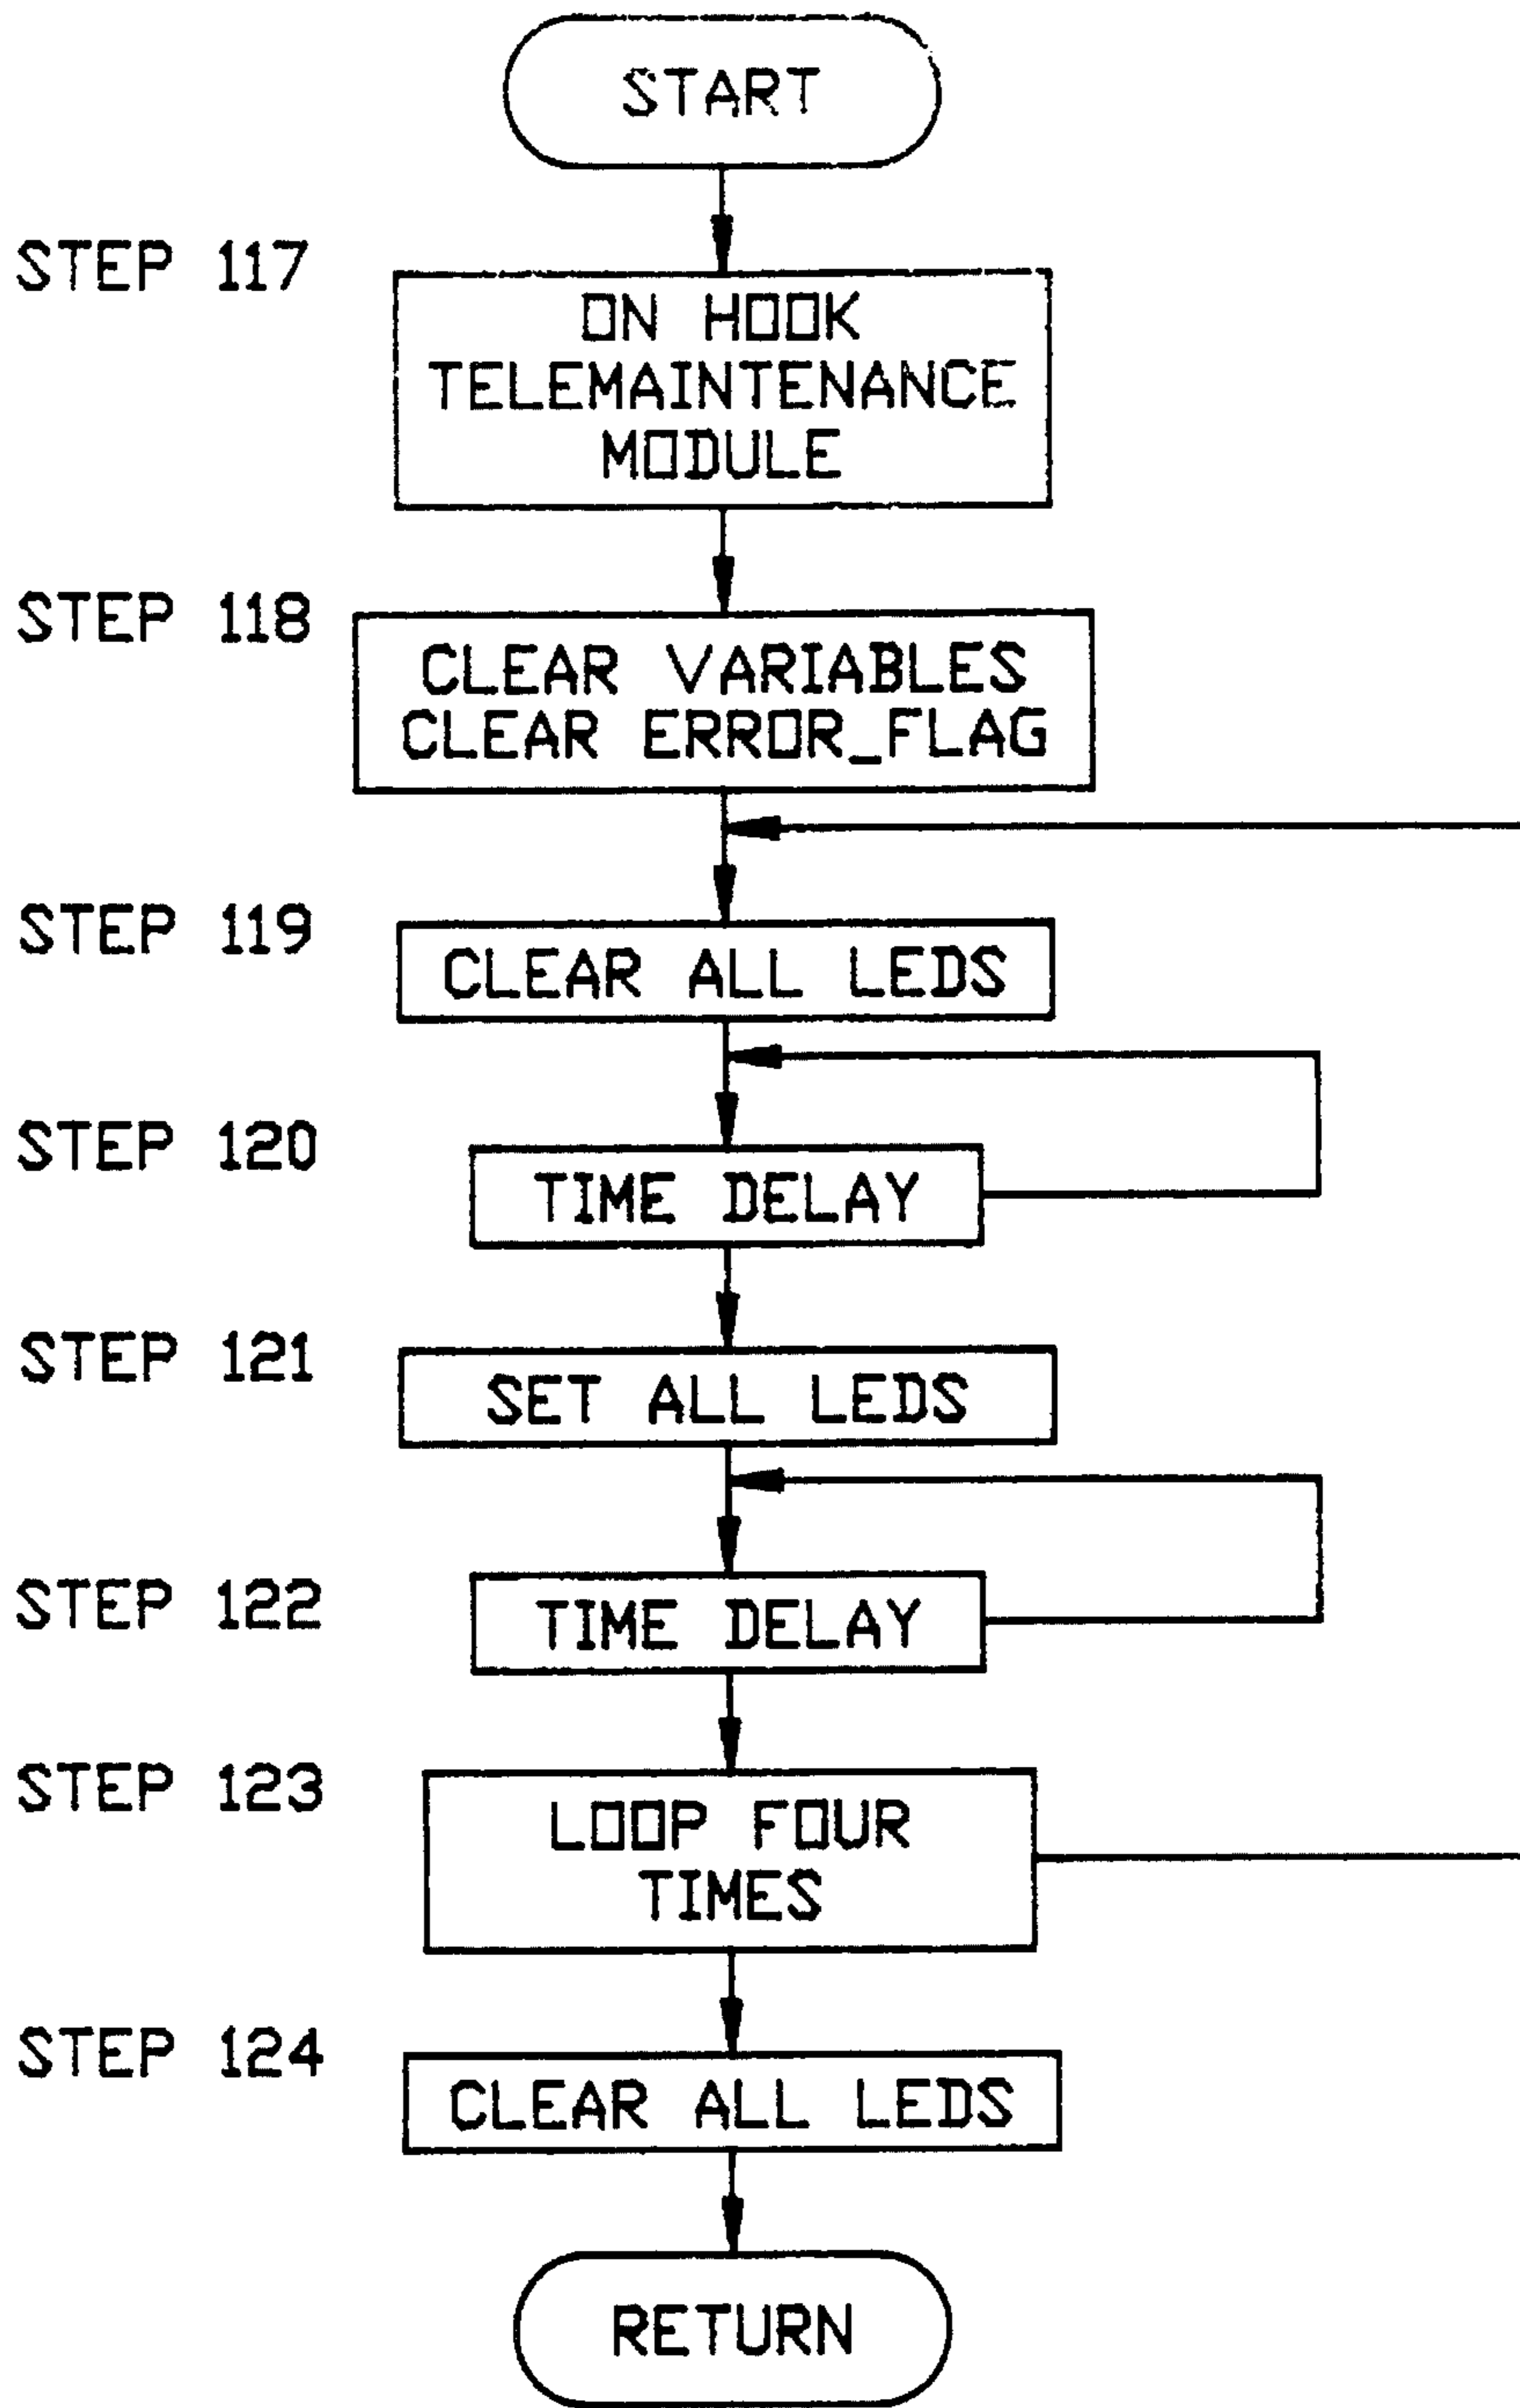 START
STEP 117
ON HOOK
TELEMAINTENANCE
MODULE
STEP 118
CLEAR VARIABLES
CLEAR ERROR_FLAG
STEP 119
CLEAR ALL LEDS
STEP 120
TIME DELAY
STEP 121
SET ALL LEDS
STEP 122
TIME DELAY
STEP 123
LOOP FOUR
TIMES
STEP 124
CLEAR ALL LEDS
RETURN